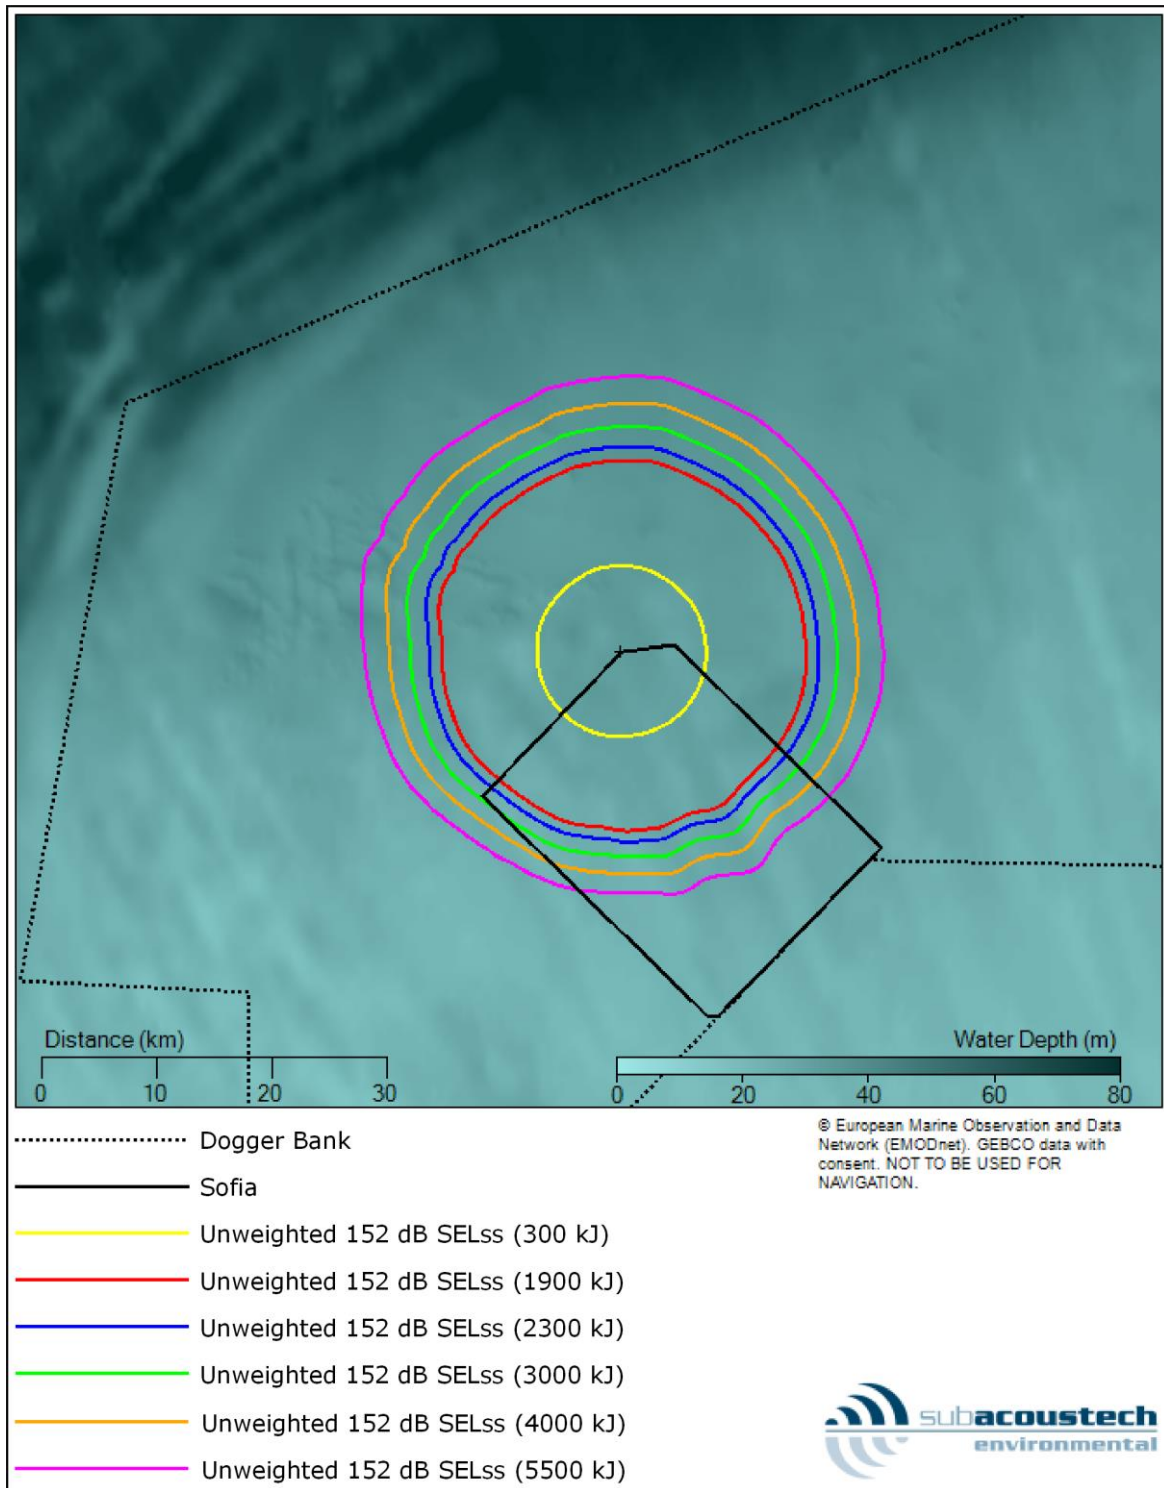 Distance (km)
0 10 20 30
Water Depth (m)
0 20 40 60 80
© European Marine Observation and Data
Network (EMODnet). GEBCO data with
consent. NOT TO BE USED FOR
NAVIGATION.
Dogger Bank
Sofia
Unweighted 152 dB SELss (300 kJ)
Unweighted 152 dB SELss (1900 kJ)
Unweighted 152 dB SELss (2300 kJ)
Unweighted 152 dB SELss (3000 kJ)
Unweighted 152 dB SELss (4000 kJ)
Unweighted 152 dB SELss (5500 kJ)
subacoustech
environmental